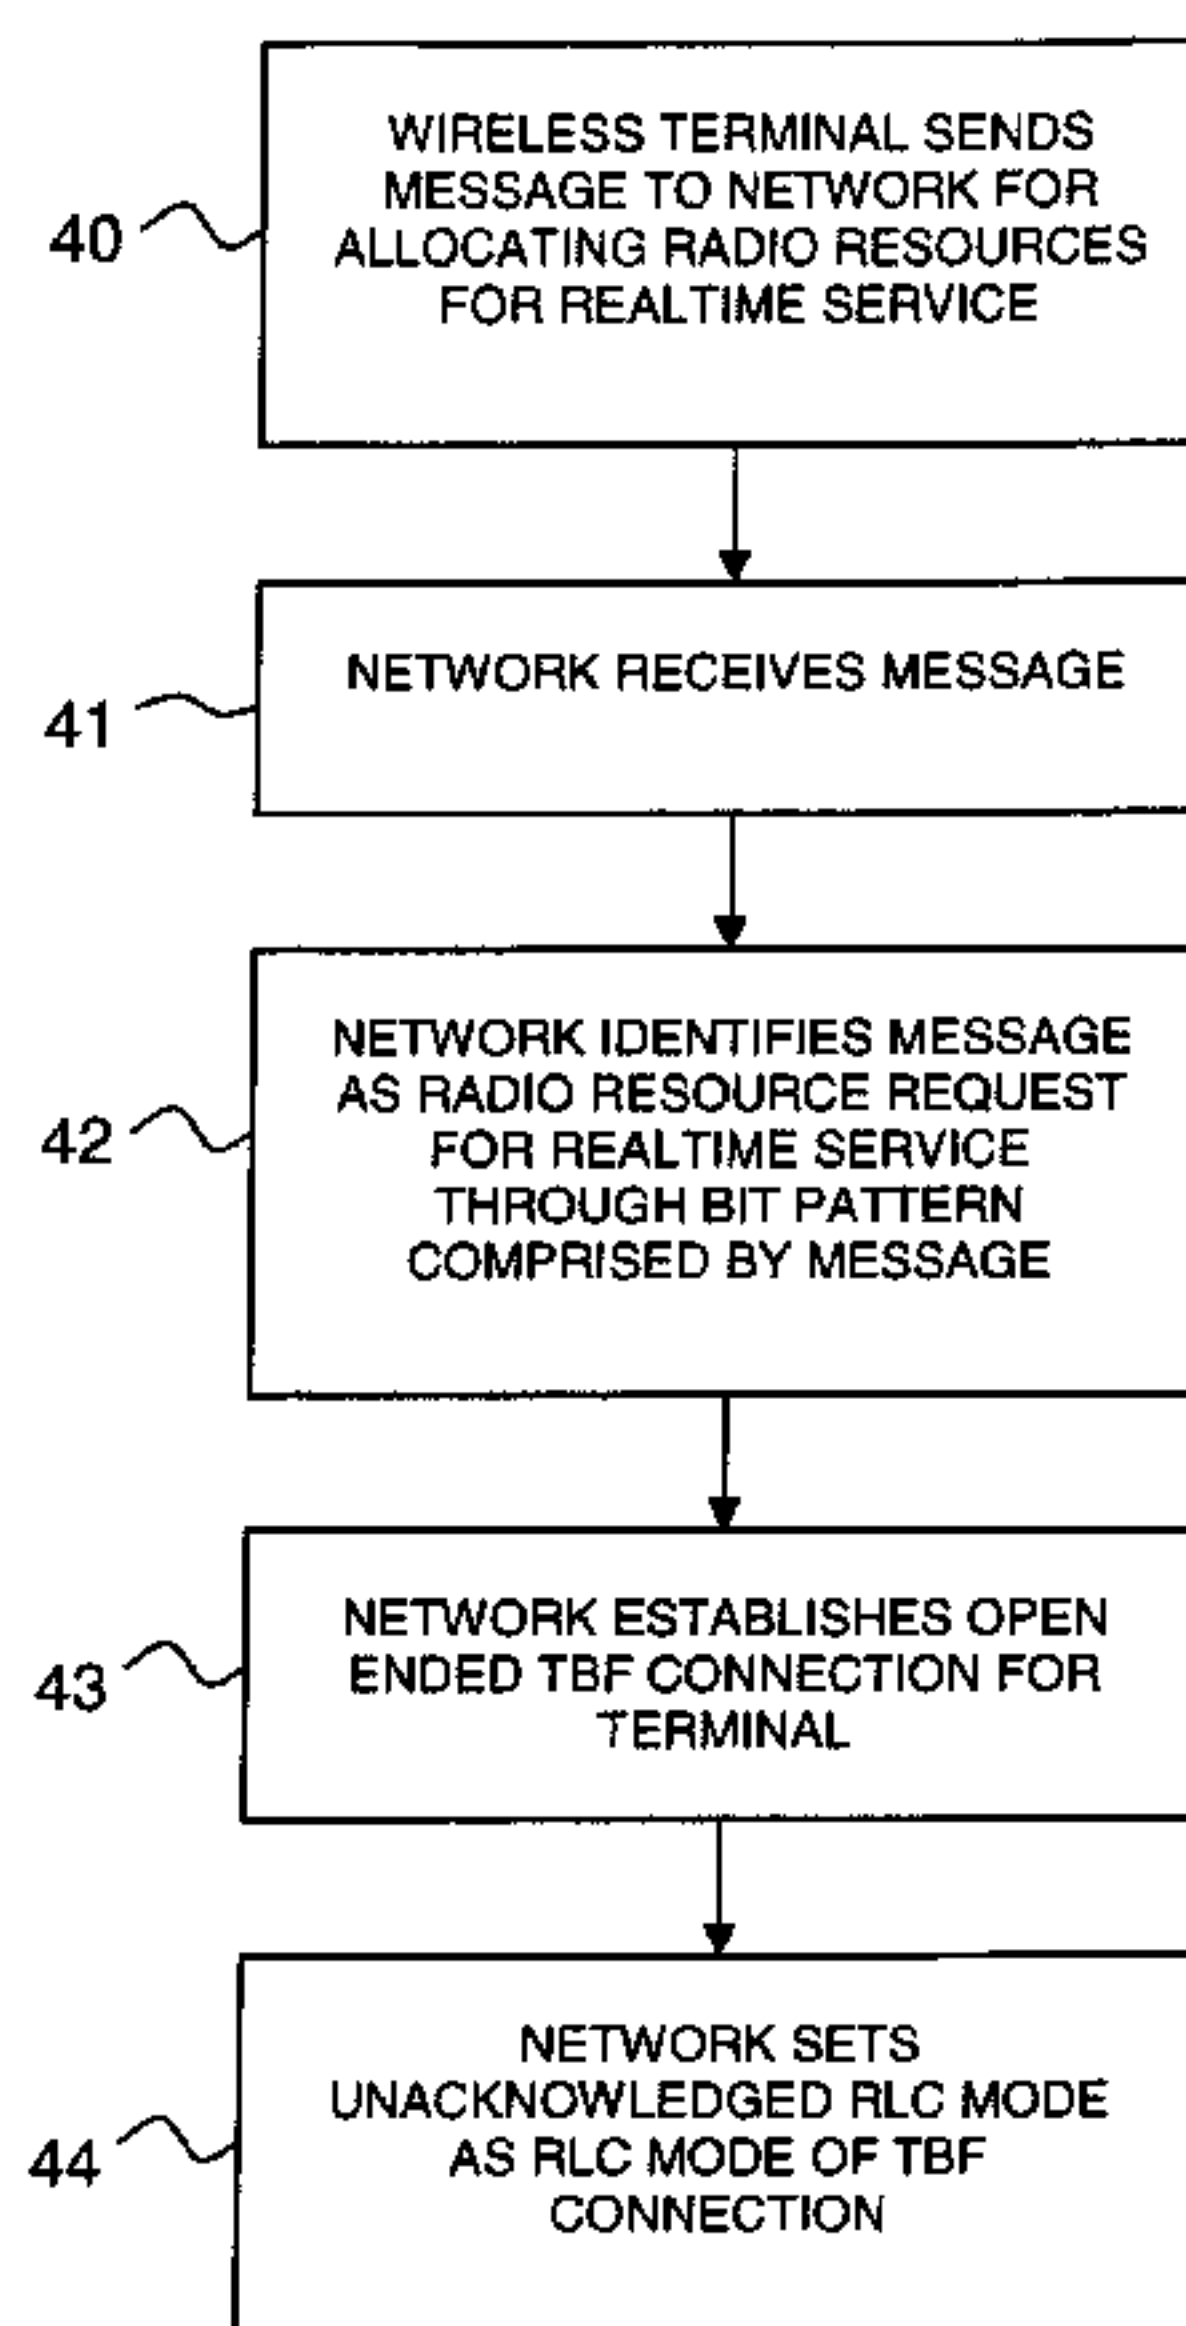 WIRELESS TERMINAL SENDS
MESSAGE TO NETWORK FOR
ALLOCATING RADIO RESOURCES
FOR REALTIME SERVICE
40
NETWORK RECEIVES MESSAGE
41
NETWORK IDENTIFIES MESSAGE
AS RADIO RESOURCE REQUEST
FOR REALTIME SERVICE
THROUGH BIT PATTERN
COMPRISED BY MESSAGE
42
NETWORK ESTABLISHES OPEN
ENDED TBF CONNECTION FOR
TERMINAL
43
NETWORK SETS
UNACKNOWLEDGED RLC MODE
AS RLC MODE OF TBF
CONNECTION
44